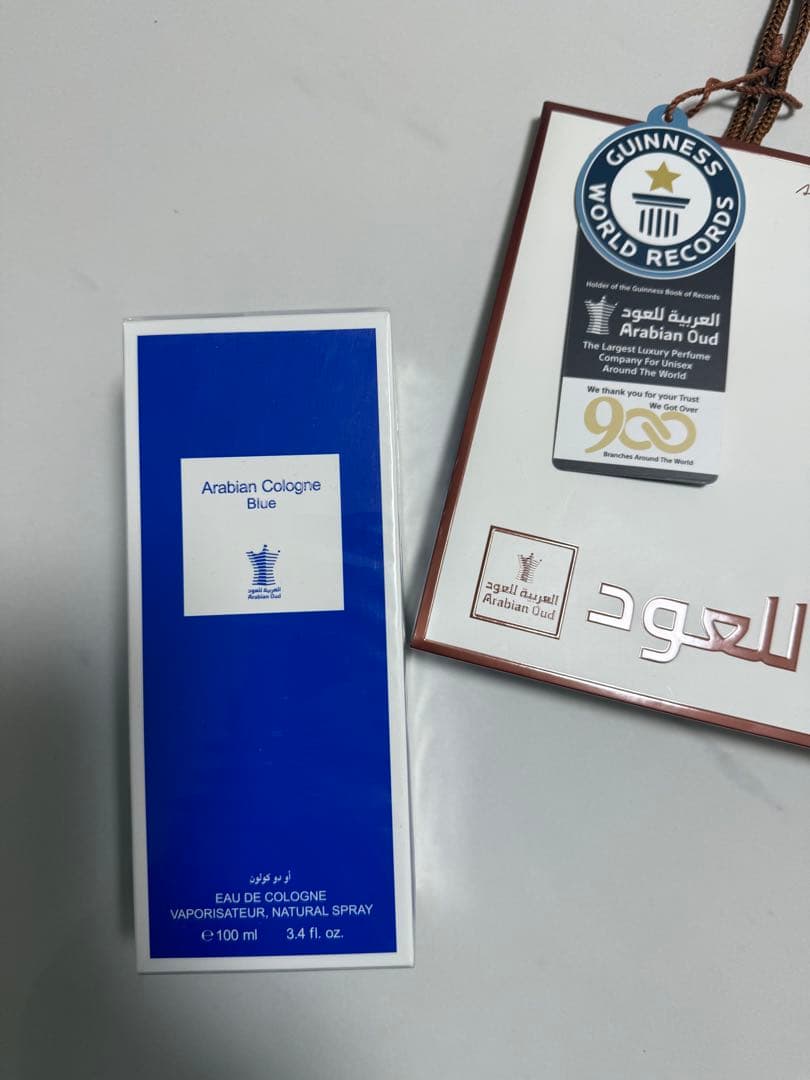 Arabian Cologne
Blue
العربية للعود
Arabian Oud
أو دو كولون
EAU DE COLOGNE
VAPORISATEUR, NATURAL SPRAY
℮100 ml 3.4 fl. oz.
GUINNESS
WORLD RECORDS
Holder of the Guinness Book of Records
العربية للعود
Arabian Oud
The Largest Luxury Perfume
Company For Unisex
Around The World
We thank you for your Trust
We Got Over
900
Branches Around The World
العربية للعود
Arabian Oud
للعود